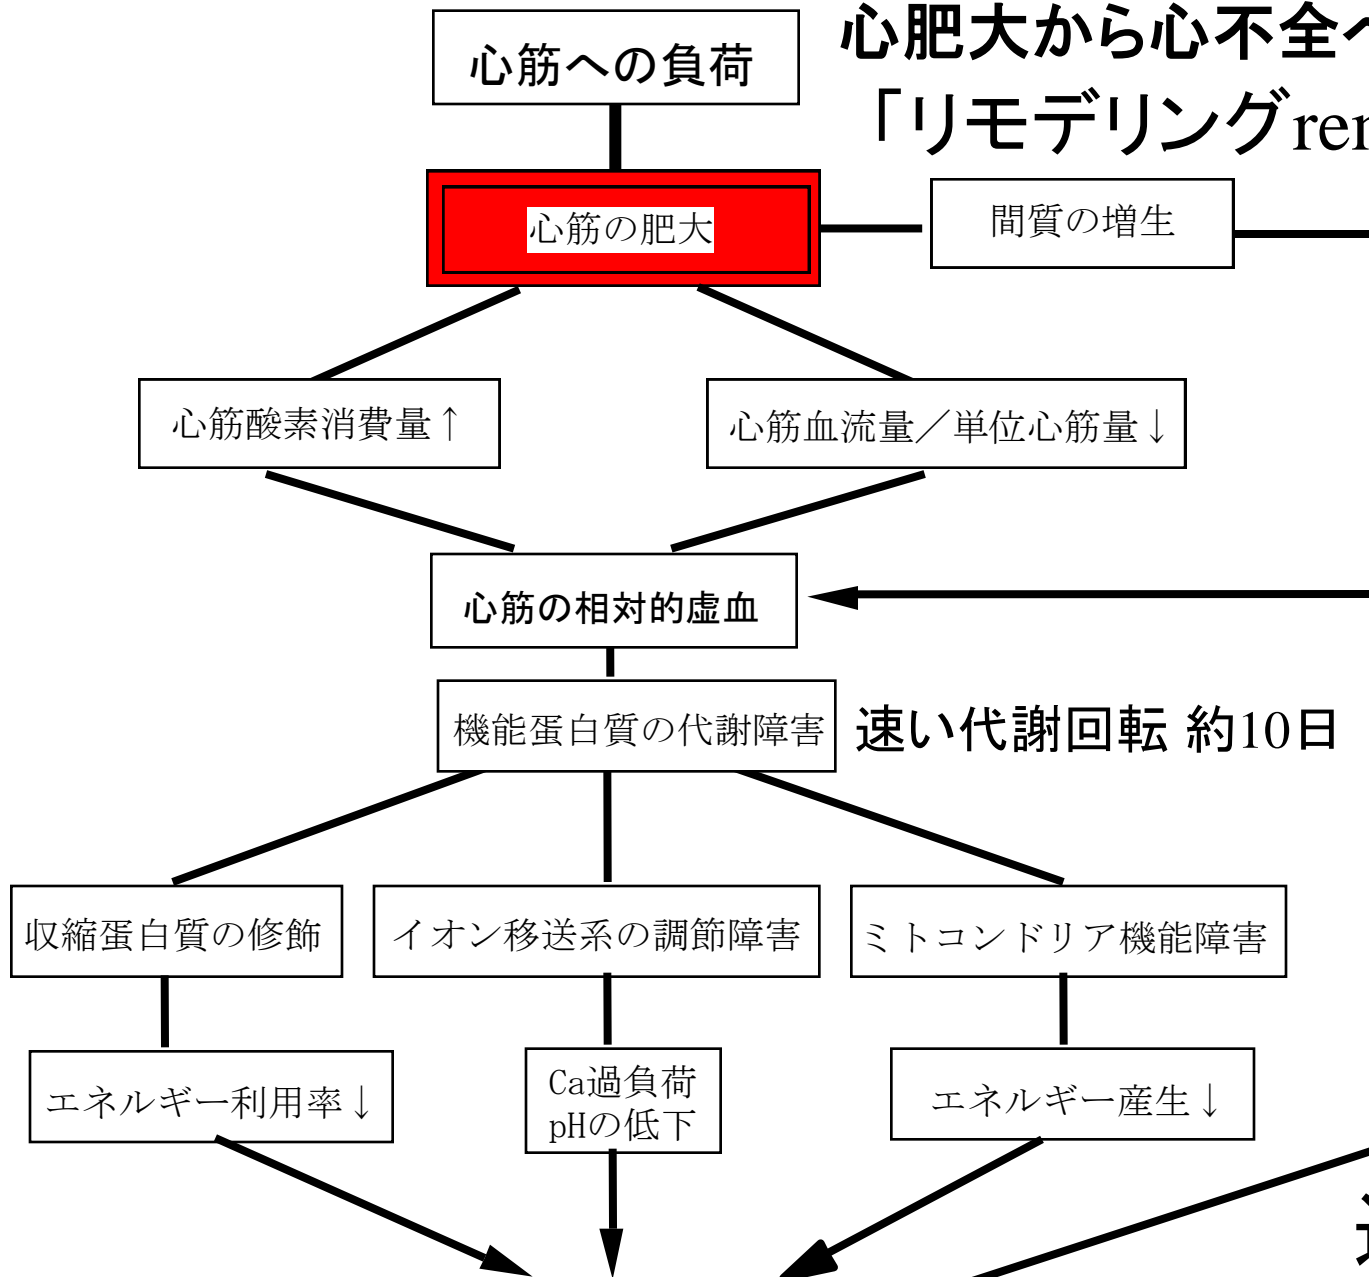 心筋への負荷
心肥大から心不全へ
「リモデリングrem
心筋の肥大
間質の増生
心筋酸素消費量↑
心筋血流量／単位心筋量↓
心筋の相対的虚血
機能蛋白質の代謝障害
速い代謝回転 約10日
収縮蛋白質の修飾
イオン移送系の調節障害
ミトコンドリア機能障害
エネルギー利用率↓
Ca過負荷
pHの低下
エネルギー産生↓